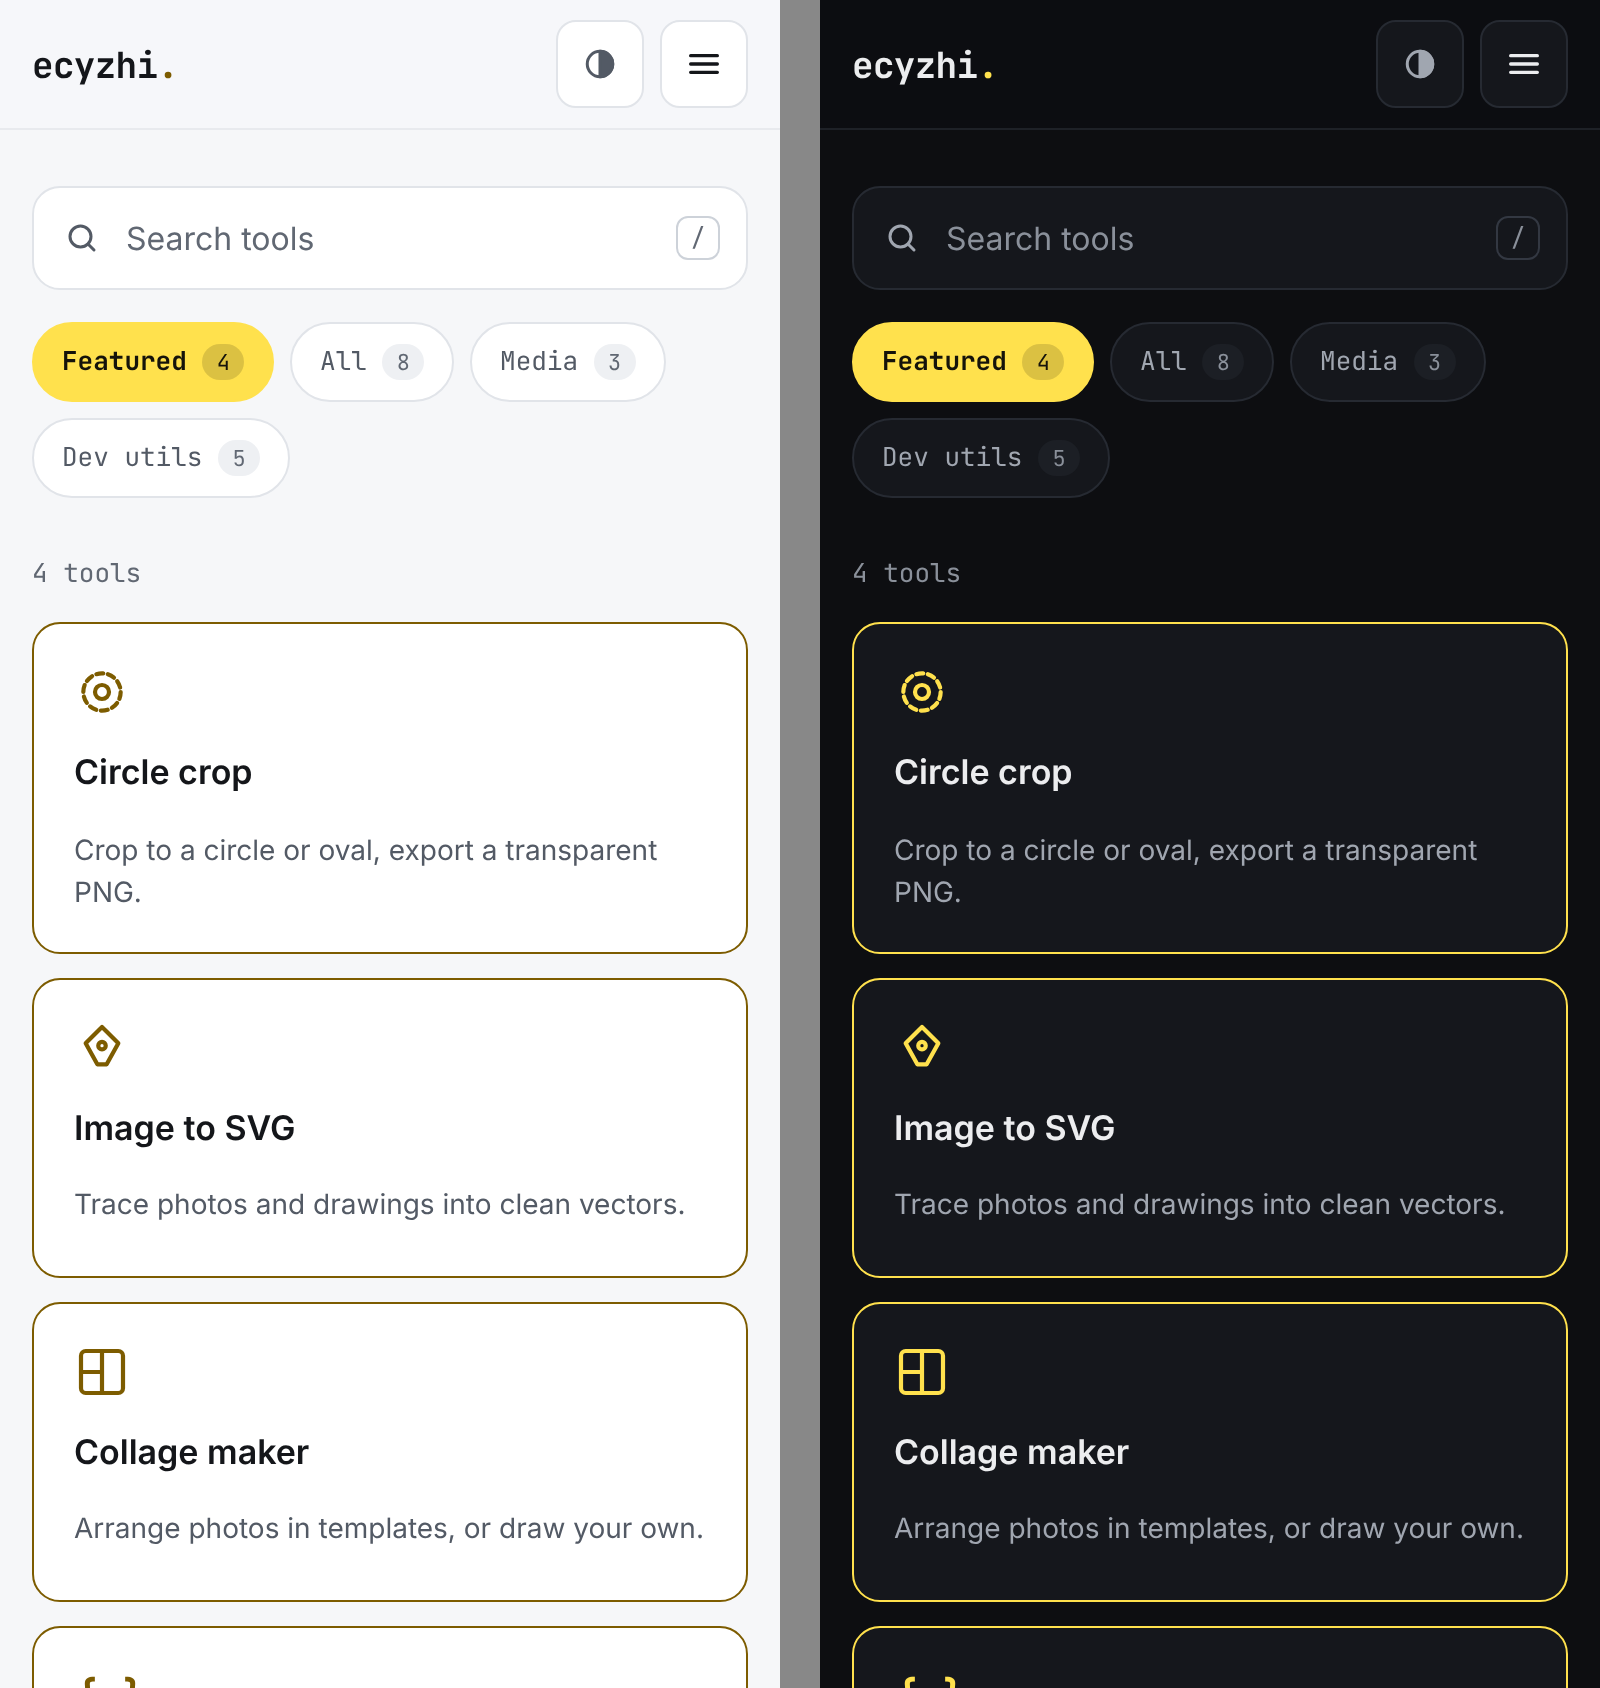 ecyzhi.
Search tools /
Featured 4 All 8 Media 3
Dev utils 5
4 tools
Circle crop
Crop to a circle or oval, export a transparent
PNG.
Image to SVG
Trace photos and drawings into clean vectors.
Collage maker
Arrange photos in templates, or draw your own.
ecyzhi.
Search tools /
Featured 4 All 8 Media 3
Dev utils 5
4 tools
Circle crop
Crop to a circle or oval, export a transparent
PNG.
Image to SVG
Trace photos and drawings into clean vectors.
Collage maker
Arrange photos in templates, or draw your own.